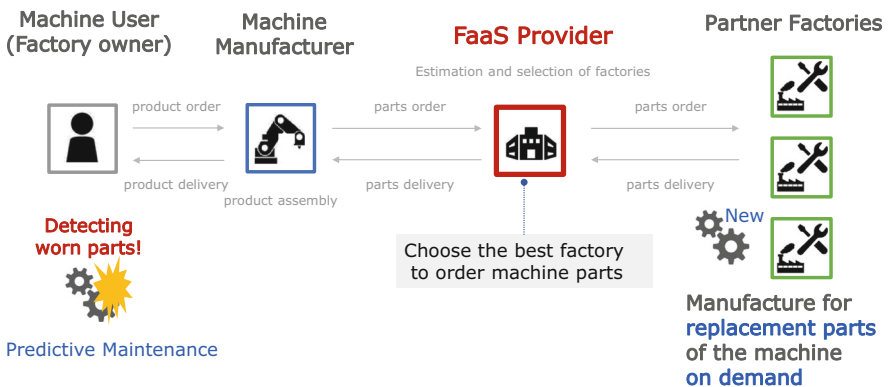 Machine User
(Factory owner)
Machine
Manufacturer
FaaS Provider
Partner Factories
Estimation and selection of factories
product order
parts order
parts order
product delivery
parts delivery
parts delivery
product assembly
Detecting
worn parts!
New
Choose the best factory
to order machine parts
Predictive Maintenance
Manufacture for
replacement parts
of the machine
on demand